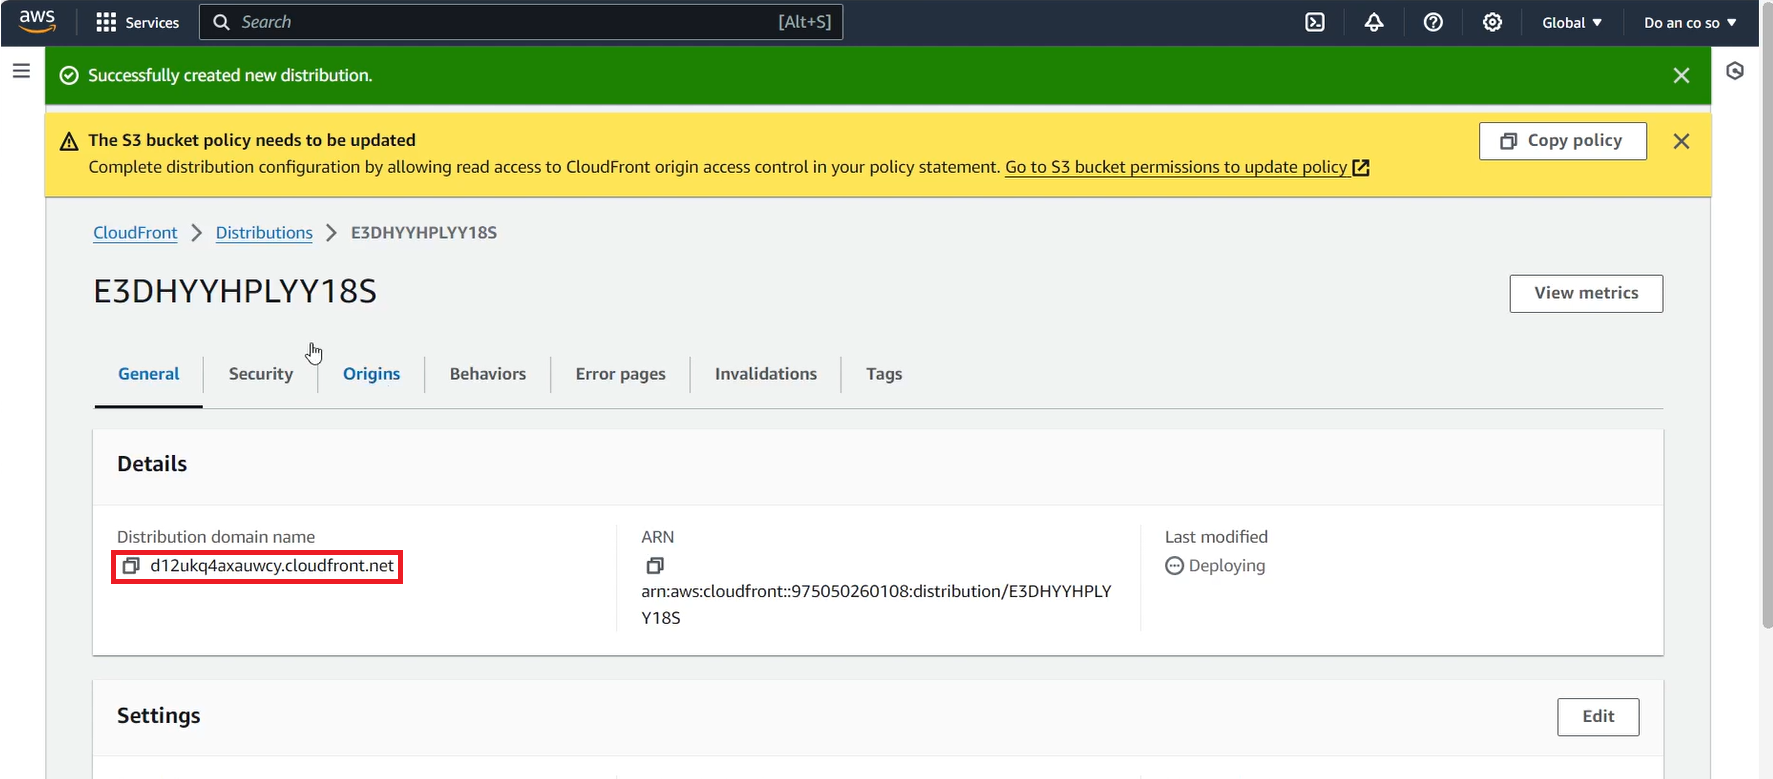 aws
Services
Search
[Alt+S]
Global
Do an co so
Successfully created new distribution.
The S3 bucket policy needs to be updated
Complete distribution configuration by allowing read access to CloudFront origin access control in your policy statement. Go to S3 bucket permissions to update policy
Copy policy
CloudFront
Distributions
E3DHYYHPLYY18S
E3DHYYHPLYY18S
View metrics
General
Security
Origins
Behaviors
Error pages
Invalidations
Tags
Details
Distribution domain name
d12ukq4axauwcy.cloudfront.net
ARN
arn:aws:cloudfront::975050260108:distribution/E3DHYYHPLY
Y18S
Last modified
Deploying
Settings
Edit